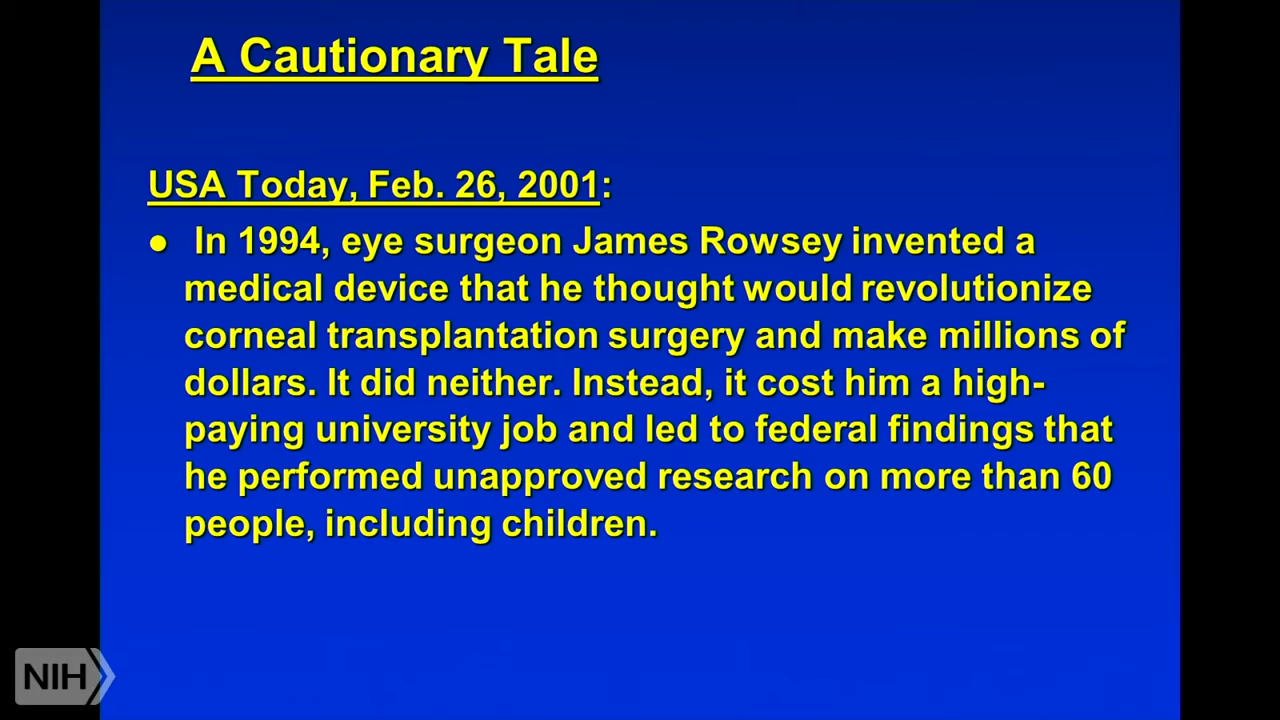 A Cautionary Tale
USA Today, Feb. 26, 2001:
● In 1994, eye surgeon James Rowsey invented a
medical device that he thought would revolutionize
corneal transplantation surgery and make millions of
dollars. It did neither. Instead, it cost him a high-
paying university job and led to federal findings that
he performed unapproved research on more than 60
people, including children.
NIH